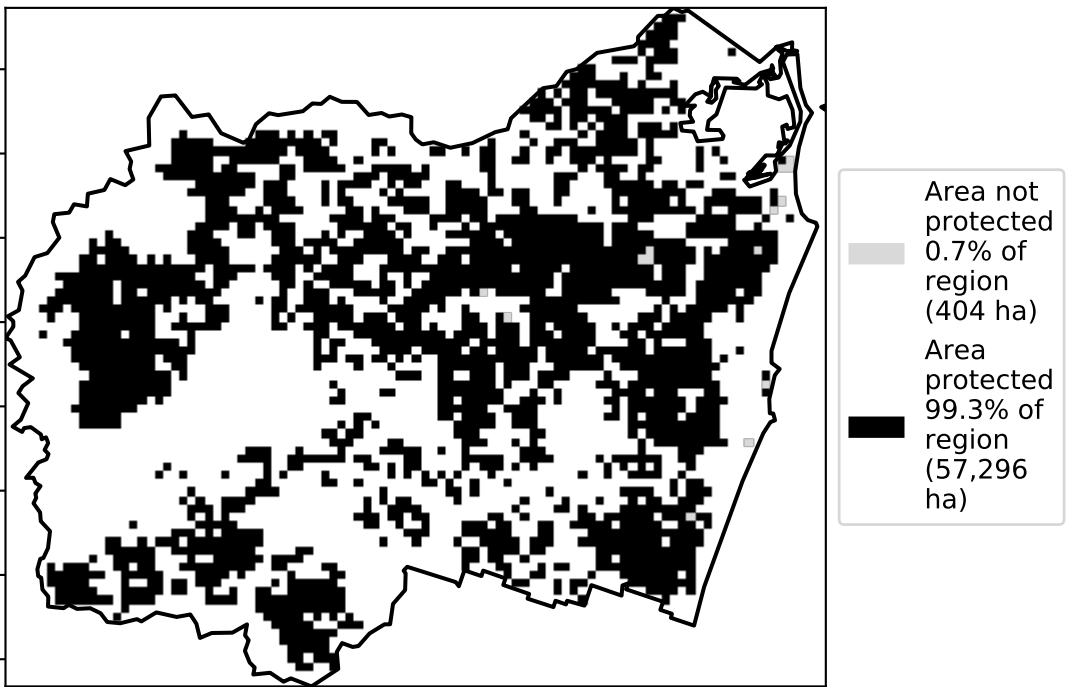 Area not
protected
0.7% of
region
(404 ha)
Area
protected
99.3% of
region
(57,296
ha)